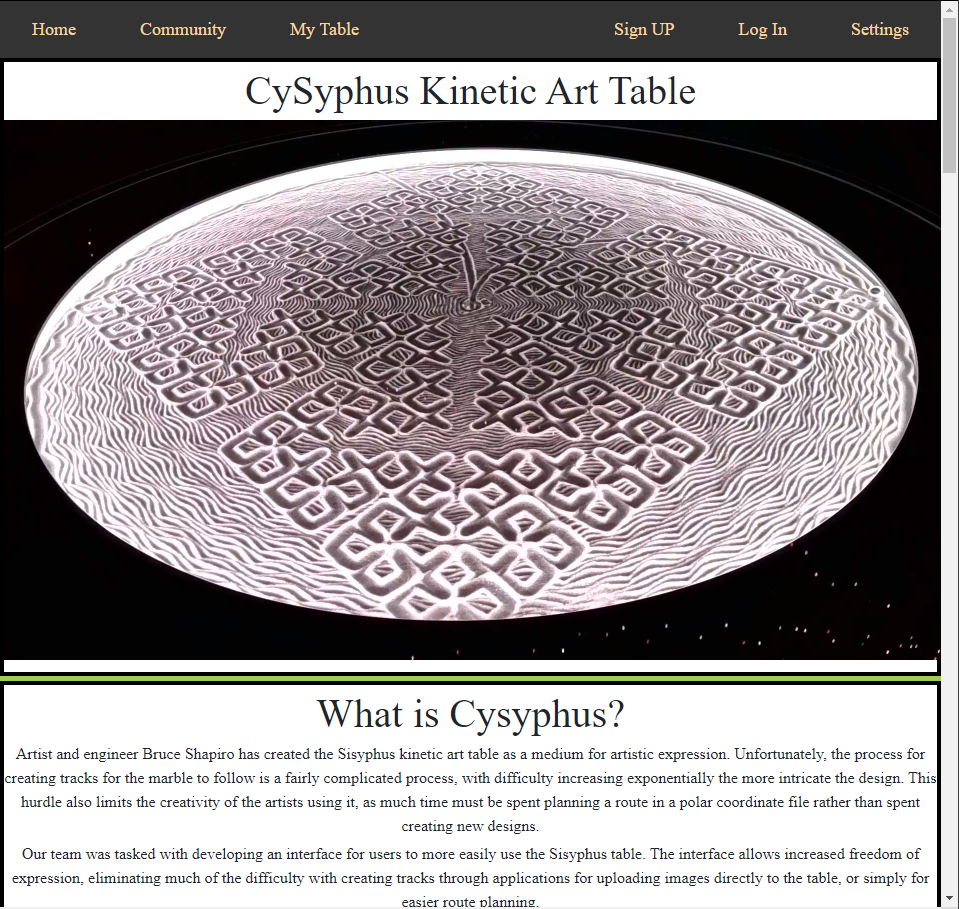 Home Community My Table Sign UP Log In Settings
CySyphus Kinetic Art Table
What is Cysyphus?
Artist and engineer Bruce Shapiro has created the Sisyphus kinetic art table as a medium for artistic expression. Unfortunately, the process for
creating tracks for the marble to follow is a fairly complicated process, with difficulty increasing exponentially the more intricate the design. This
hurdle also limits the creativity of the artists using it, as much time must be spent planning a route in a polar coordinate file rather than spent
creating new designs.
Our team was tasked with developing an interface for users to more easily use the Sisyphus table. The interface allows increased freedom of
expression, eliminating much of the difficulty with creating tracks through applications for uploading images directly to the table, or simply for
easier route planning.